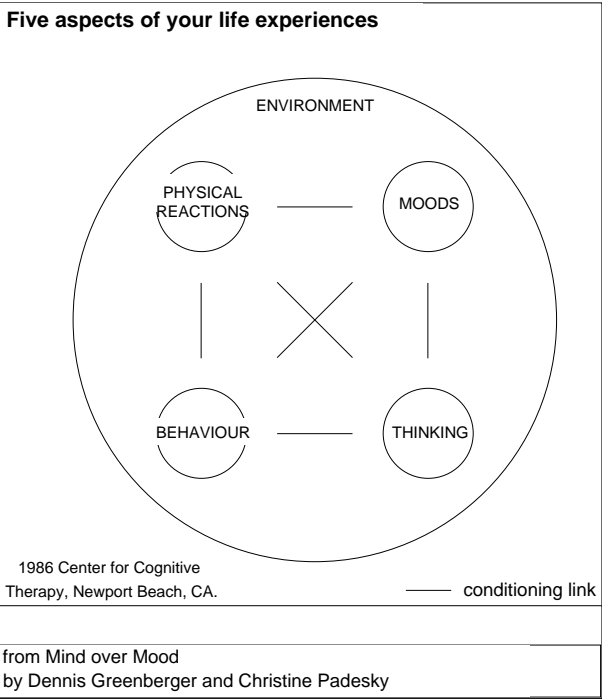 Five aspects of your life experiences
ENVIRONMENT
PHYSICAL
REACTIONS
MOODS
BEHAVIOUR
THINKING
1986 Center for Cognitive
Therapy, Newport Beach, CA.
conditioning link
from Mind over Mood
by Dennis Greenberger and Christine Padesky